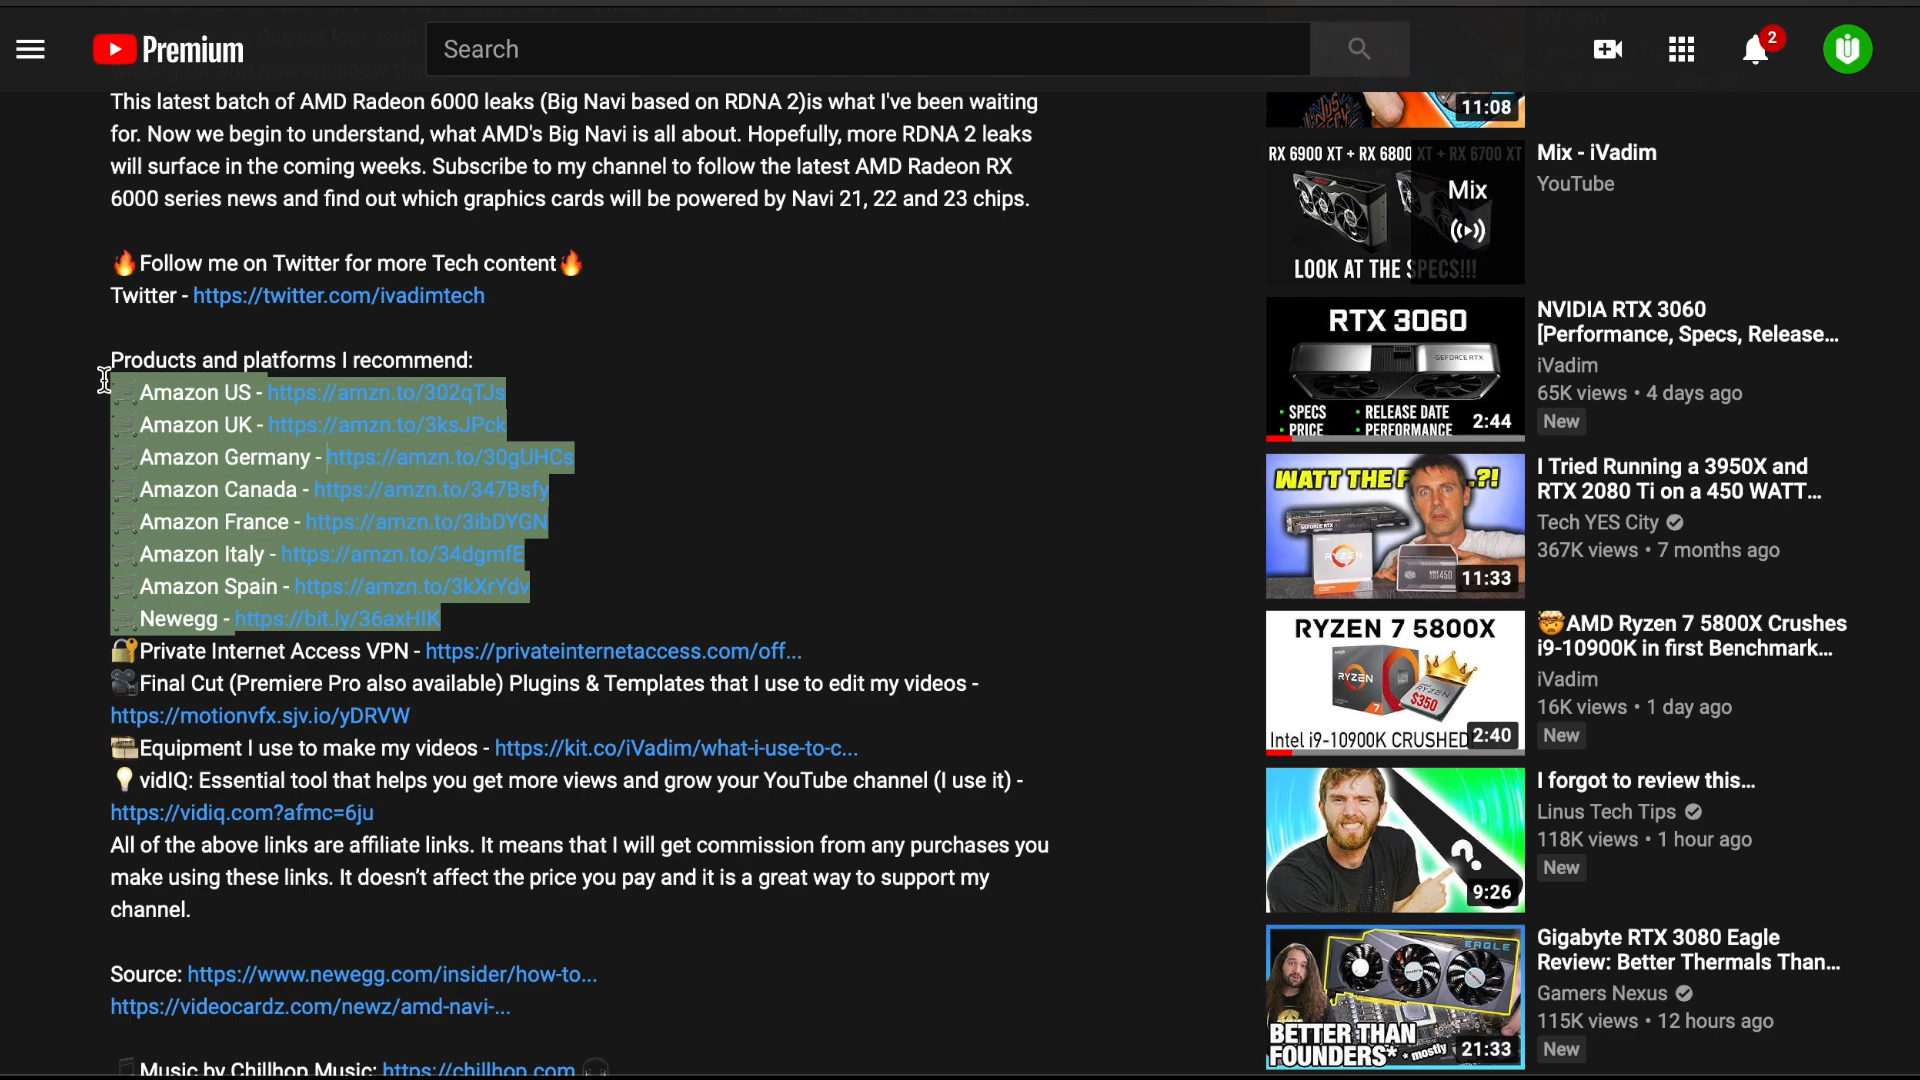 Premium
Search
2
This latest batch of AMD Radeon 6000 leaks (Big Navi based on RDNA 2)is what I've been waiting
for. Now we begin to understand, what AMD's Big Navi is all about. Hopefully, more RDNA 2 leaks
will surface in the coming weeks. Subscribe to my channel to follow the latest AMD Radeon RX
6000 series news and find out which graphics cards will be powered by Navi 21, 22 and 23 chips.
🔥Follow me on Twitter for more Tech content🔥
Twitter - https://twitter.com/ivadimtech
Products and platforms I recommend:
🛒Amazon US - https://amzn.to/302qTJs
🛒Amazon UK - https://amzn.to/3ksJPck
🛒Amazon Germany - https://amzn.to/30gUHCs
🛒Amazon Canada - https://amzn.to/347Bsfy
🛒Amazon France - https://amzn.to/3ibDYGN
🛒Amazon Italy - https://amzn.to/34dgmfE
🛒Amazon Spain - https://amzn.to/3kXrYdv
🛒Newegg - https://bit.ly/36axHIK
🔐Private Internet Access VPN - https://privateinternetaccess.com/off...
🎥Final Cut (Premiere Pro also available) Plugins & Templates that I use to edit my videos -
https://motionvfx.sjv.io/yDRVW
Equipment I use to make my videos - https://kit.co/iVadim/what-i-use-to-c...
💡vidIQ: Essential tool that helps you get more views and grow your YouTube channel (I use it) -
https://vidiq.com?afmc=6ju
All of the above links are affiliate links. It means that I will get commission from any purchases you
make using these links. It doesn’t affect the price you pay and it is a great way to support my
channel.
Source: https://www.newegg.com/insider/how-to...
https://videocardz.com/newz/amd-navi-...
🎵Music by Chillhop Music: https://chillhop.com 🎧
11:08
RX 6900 XT + RX 6800 XT + RX 6700 XT
Mix
LOOK AT THE SPECS!!!
Mix - iVadim
YouTube
RTX 3060
GEFORCE RTX
· SPECS · RELEASE DATE
· PRICE · PERFORMANCE
2:44
NVIDIA RTX 3060
[Performance, Specs, Release...
iVadim
65K views • 4 days ago
New
WATT THE F...?!
RYZEN
11:33
I Tried Running a 3950X and
RTX 2080 Ti on a 450 WATT...
Tech YES City
367K views • 7 months ago
RYZEN 7 5800X
RYZEN
7
RYZEN
$350
Intel i9-10900K CRUSHED
2:40
🤯AMD Ryzen 7 5800X Crushes
i9-10900K in first Benchmark...
iVadim
16K views • 1 day ago
New
?
9:26
I forgot to review this...
Linus Tech Tips
118K views • 1 hour ago
New
EAGLE
BETTER THAN
FOUNDERS* * mostly
21:33
Gigabyte RTX 3080 Eagle
Review: Better Thermals Than...
Gamers Nexus
115K views • 12 hours ago
New